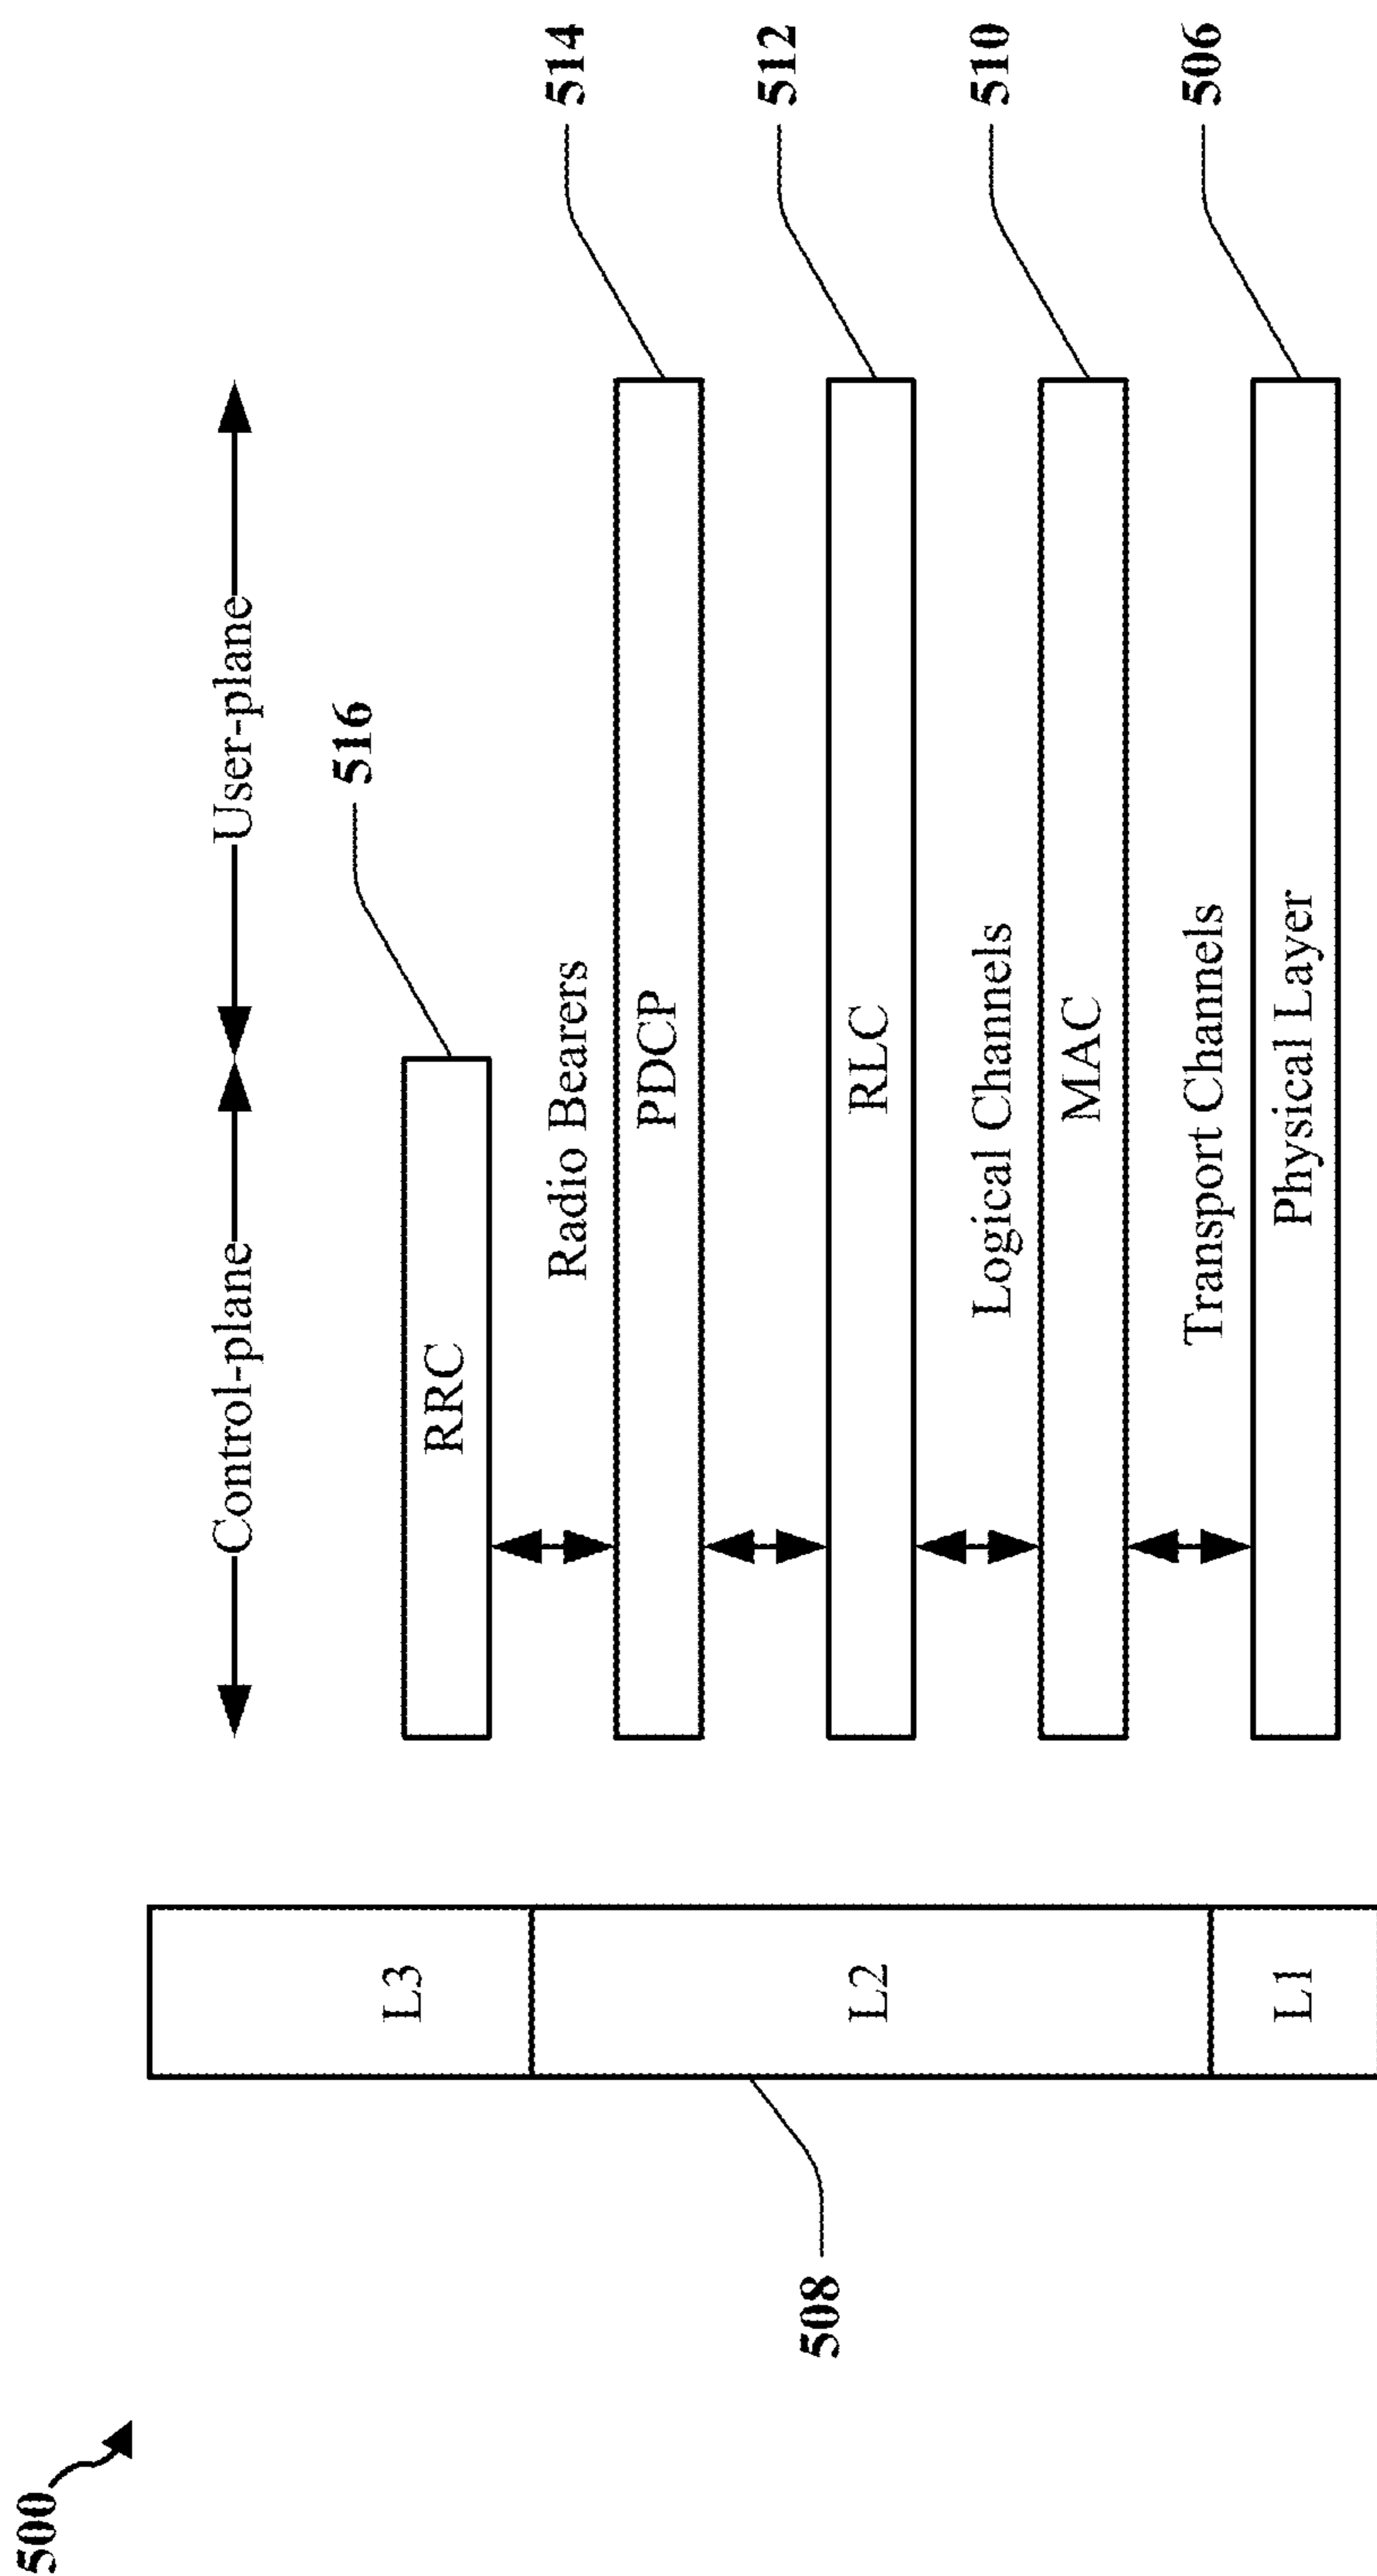 500
Control-plane
User-plane
516
RRC
L3
Radio Bearers
514
PDCP
512
RLC
L2
508
Logical Channels
510
MAC
Transport Channels
506
Physical Layer
L1